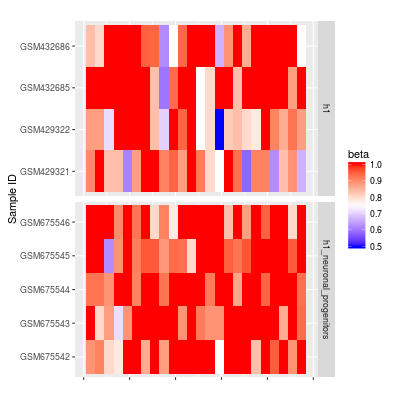 GSM432686
GSM432685
GSM429322
GSM429321
h1
GSM675546
GSM675545
GSM675544
GSM675543
GSM675542
h1_neuronal_progenitors
Sample ID
beta
1.0
0.9
0.8
0.7
0.6
0.5